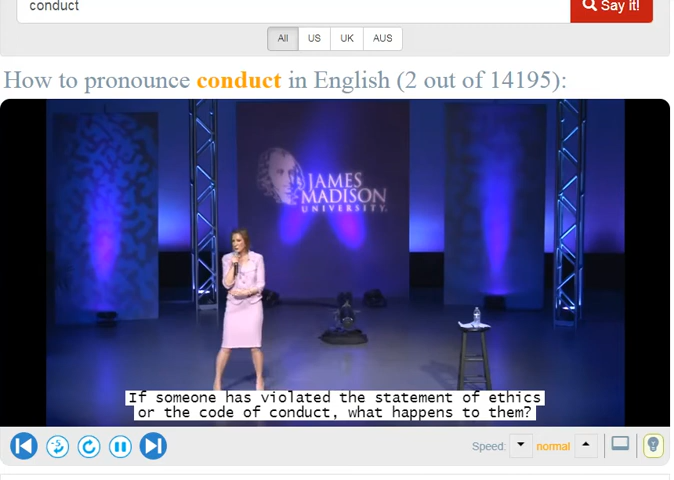 conduct
Say it!
All US UK AUS
How to pronounce conduct in English (2 out of 14195):
JAMES
MADISON
UNIVERSITY.
If someone has violated the statement of ethics
or the code of conduct, what happens to them?
-5
Speed: normal